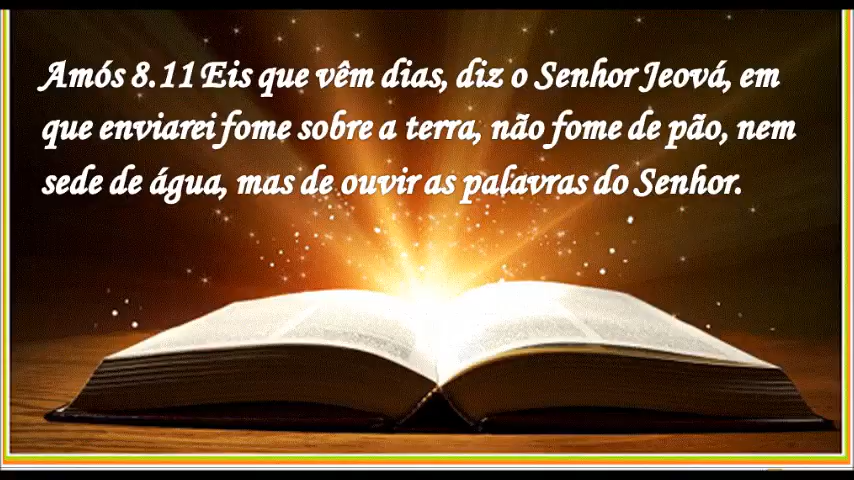 Amós 8.11 Eis que vêm dias, diz o Senhor Jeová, em
que enviarei fome sobre a terra, não fome de pão, nem
sede de água, mas de ouvir as palavras do Senhor.